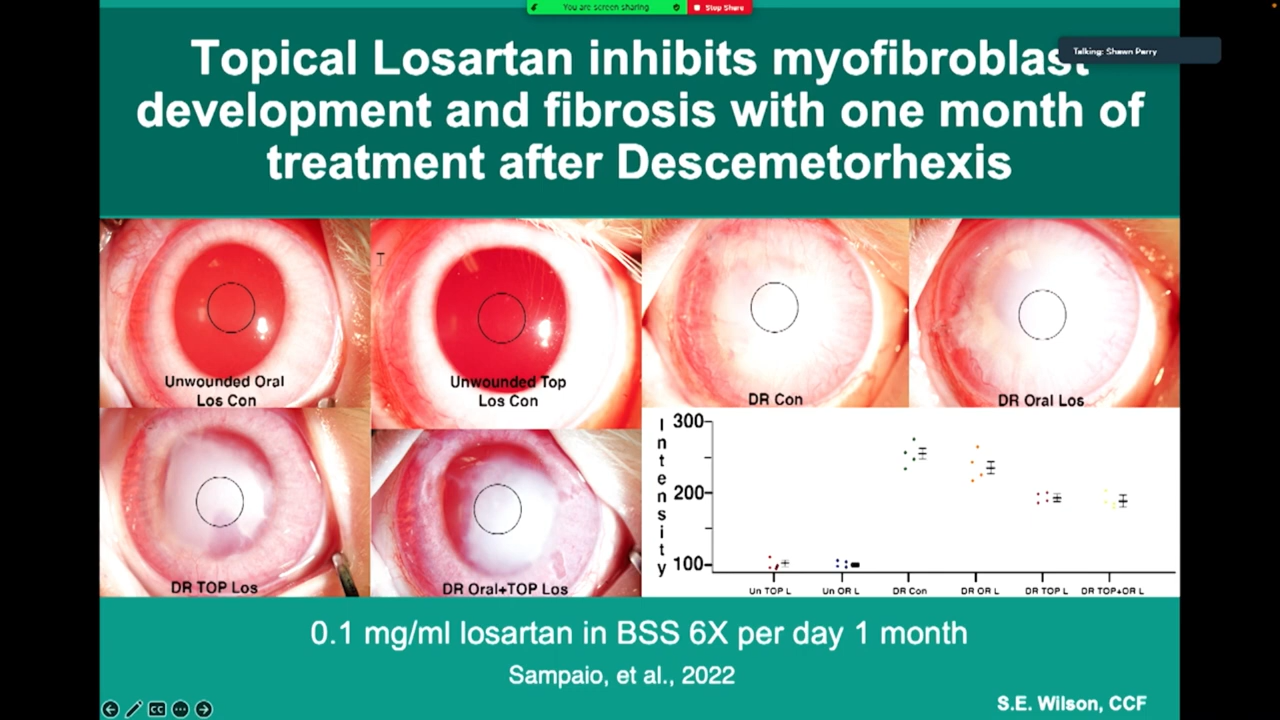 You are screen sharing
Stop Share
Talking: Shawn Perry
Topical Losartan inhibits myofibroblast
development and fibrosis with one month of
treatment after Descemetorhexis
Unwounded Oral
Los Con
Unwounded Top
Los Con
DR Con
DR Oral Los
DR TOP Los
DR Oral+TOP Los
Intensity
300
200
100
Un TOP L
Un OR L
DR Con
DR OR L
DR TOP L
DR TOP+OR L
0.1 mg/ml losartan in BSS 6X per day 1 month
Sampaio, et al., 2022
S.E. Wilson, CCF
CC